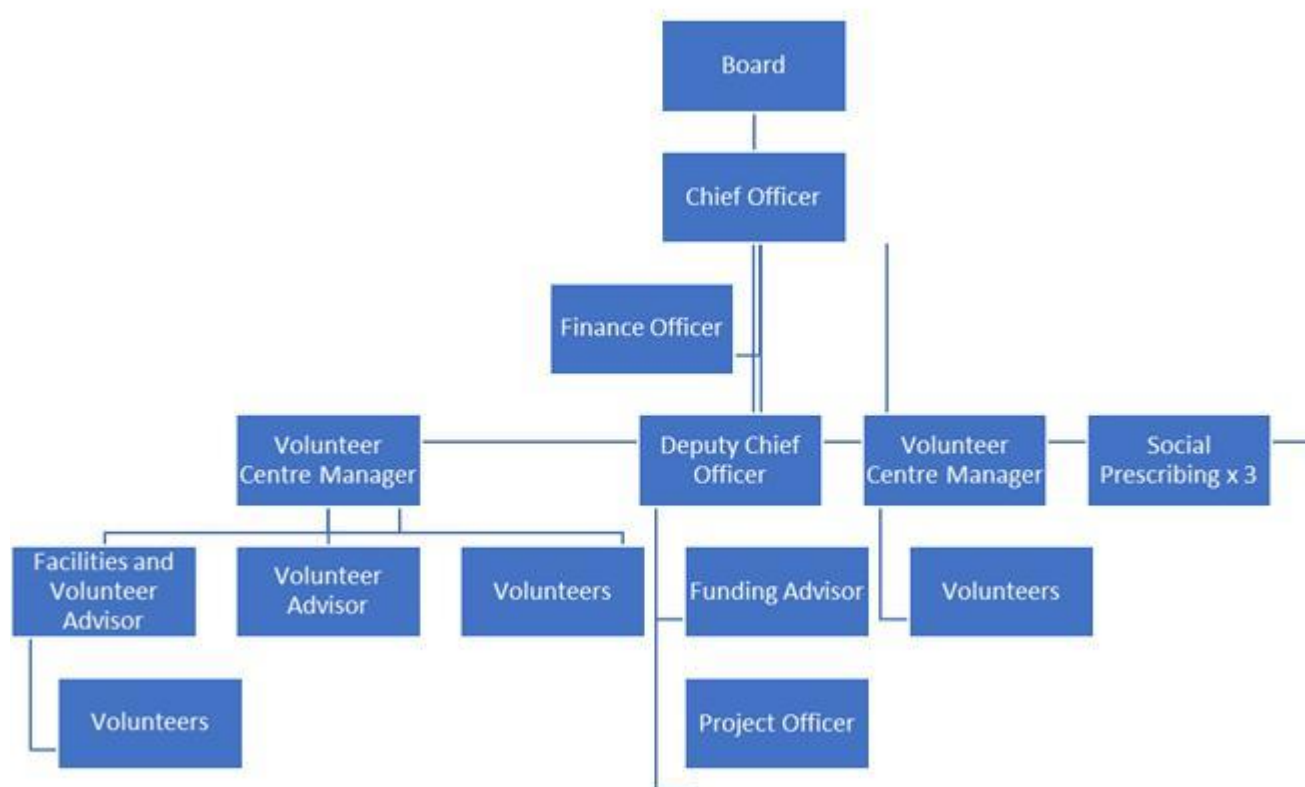 Board
Chief Officer
Finance Officer
Volunteer
Centre Manager
Deputy Chief
Officer
Volunteer
Centre Manager
Social
Prescribing x 3
Facilities and
Volunteer
Advisor
Volunteer
Advisor
Volunteers
Funding Advisor
Volunteers
Volunteers
Project Officer